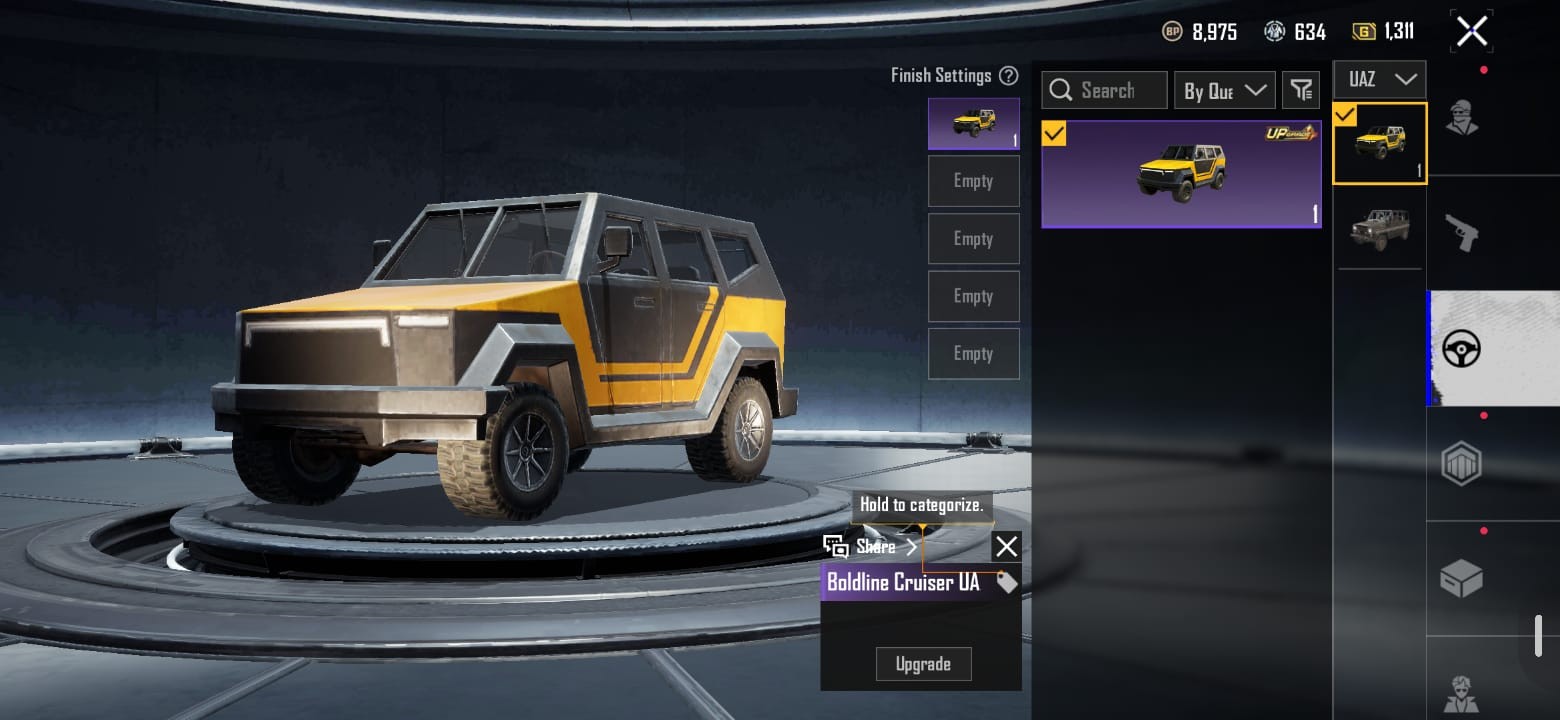 BP 8,975 634 G 1,311
Finish Settings ?
Search
By Que
UAZ
1
Empty
Empty
Empty
Empty
UPGRADE
1
1
Hold to categorize.
Share
Boldline Cruiser UA
Upgrade